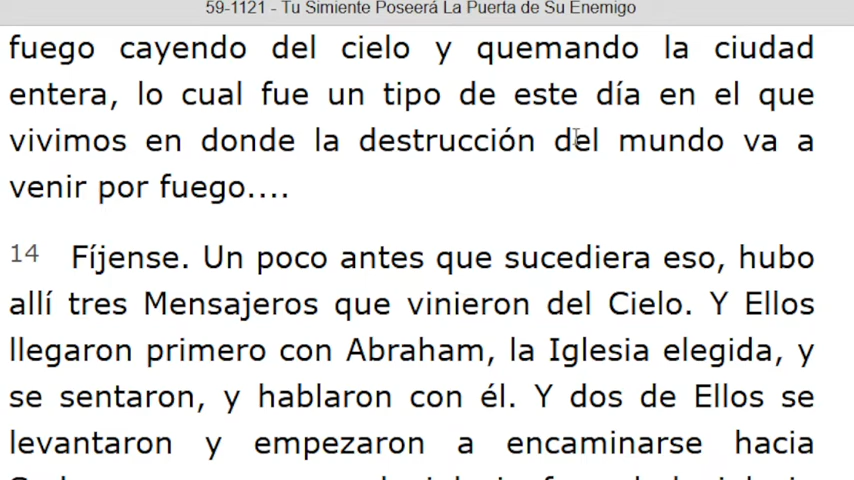 59-1121 - Tu Simiente Poseerá La Puerta de Su Enemigo
fuego cayendo del cielo y quemando la ciudad
entera, lo cual fue un tipo de este día en el que
vivimos en donde la destrucción del mundo va a
venir por fuego....
14 Fíjense. Un poco antes que sucediera eso, hubo
allí tres Mensajeros que vinieron del Cielo. Y Ellos
llegaron primero con Abraham, la Iglesia elegida, y
se sentaron, y hablaron con él. Y dos de Ellos se
levantaron y empezaron a encaminarse hacia